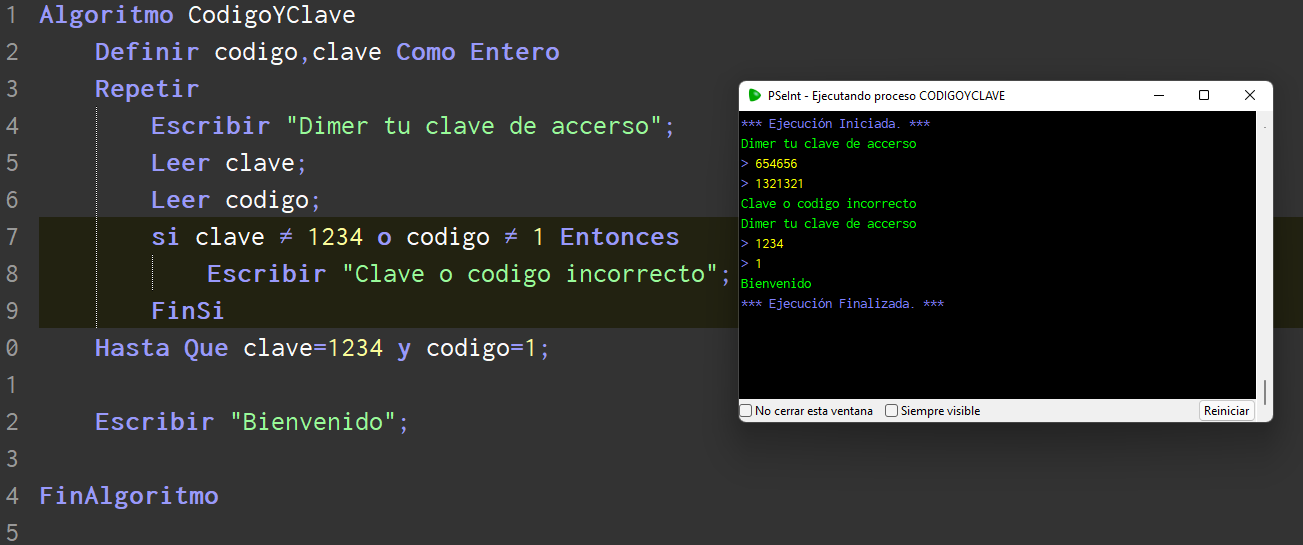 1 Algoritmo CodigoYClave
2 Definir codigo,clave Como Entero
3 Repetir
4 Escribir "Dimer tu clave de accerso";
5 Leer clave;
6 Leer codigo;
7 si clave ≠ 1234 o codigo ≠ 1 Entonces
8 Escribir "Clave o codigo incorrecto";
9 FinSi
0 Hasta Que clave=1234 y codigo=1;
1
2 Escribir "Bienvenido";
3
4 FinAlgoritmo
5
PSeInt - Ejecutando proceso CODIGOYCLAVE
*** Ejecución Iniciada. ***
Dimer tu clave de accerso
> 654656
> 1321321
Clave o codigo incorrecto
Dimer tu clave de accerso
> 1234
> 1
Bienvenido
*** Ejecución Finalizada. ***
No cerrar esta ventana Siempre visible Reiniciar